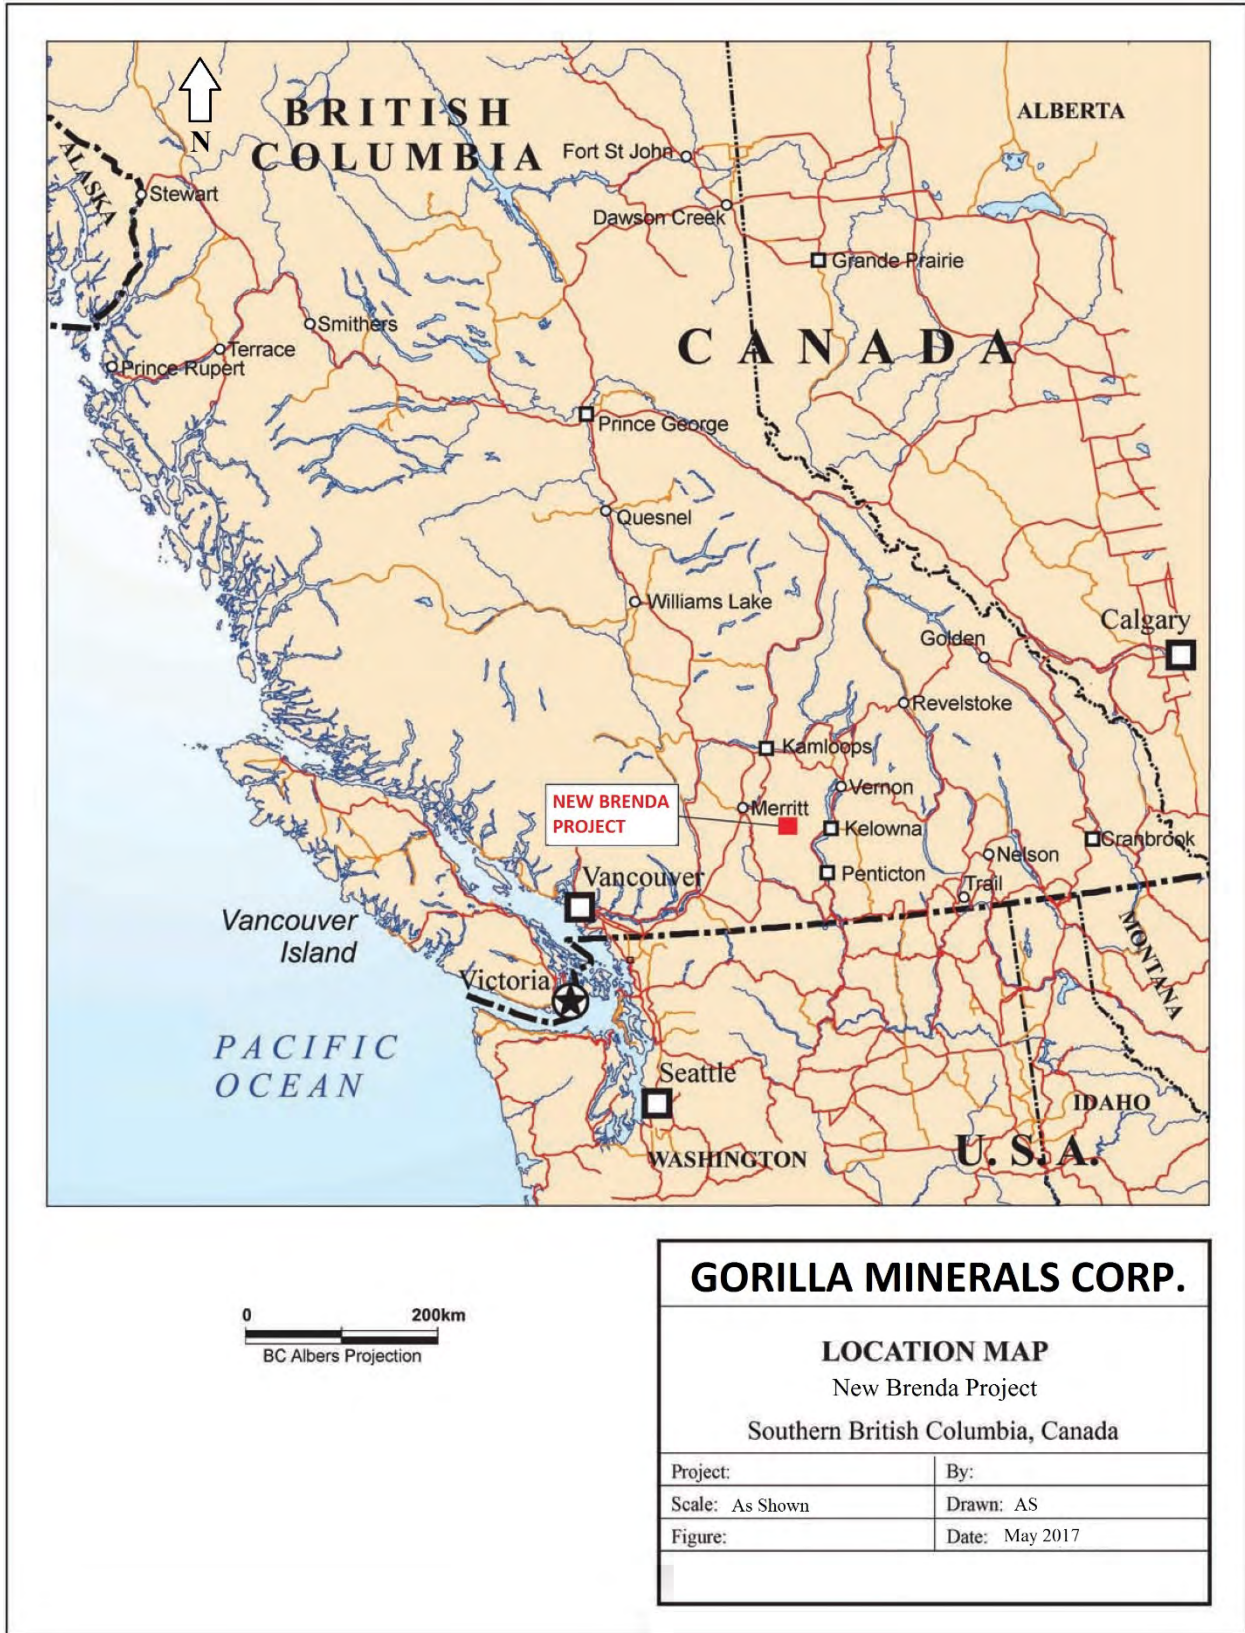 N
BRITISH
COLUMBIA
ALBERTA
ALASKA
Stewart
Fort St John
Dawson Creek
Grande Prairie
Smithers
Terrace
Prince Rupert
CANADA
Prince George
Quesnel
Williams Lake
Calgary
Golden
Revelstoke
Kamloops
Vernon
NEW BRENDA
PROJECT
Merritt
Kelowna
Cranbrook
Nelson
Penticton
Trail
Vancouver
Vancouver
Island
Victoria
MONTANA
PACIFIC
OCEAN
Seattle
IDAHO
WASHINGTON
U.S.A.
GORILLA MINERALS CORP.
0 200km
BC Albers Projection
LOCATION MAP
New Brenda Project
Southern British Columbia, Canada
Project: By:
Scale: As Shown Drawn: AS
Figure: Date: May 2017